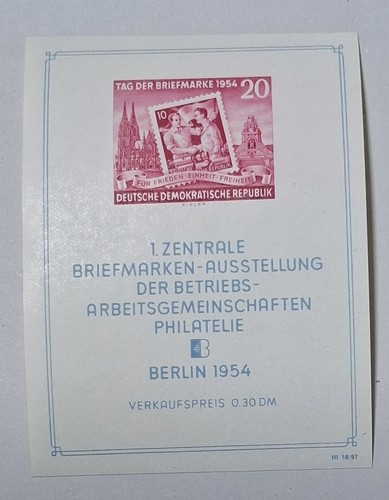 TAG DER BRIEFMARKE 1954 20
10
FÜR FRIEDEN · EINHEIT · FREIHEIT
DEUTSCHE DEMOKRATISCHE REPUBLIK
EIGLER
1. ZENTRALE
BRIEFMARKEN-AUSSTELLUNG
DER BETRIEBS-
ARBEITSGEMEINSCHAFTEN
PHILATELIE
B
BERLIN 1954
VERKAUFSPREIS 0.30 DM
III 18/97